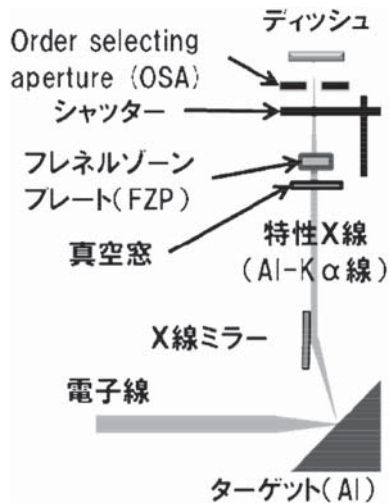 ディッシュ
Order selecting
aperture (OSA)
シャッター
フレネルゾーン
プレート(FZP)
真空窓
特性X線
(Al-Kα線)
X線ミラー
電子線
ターゲット(Al)